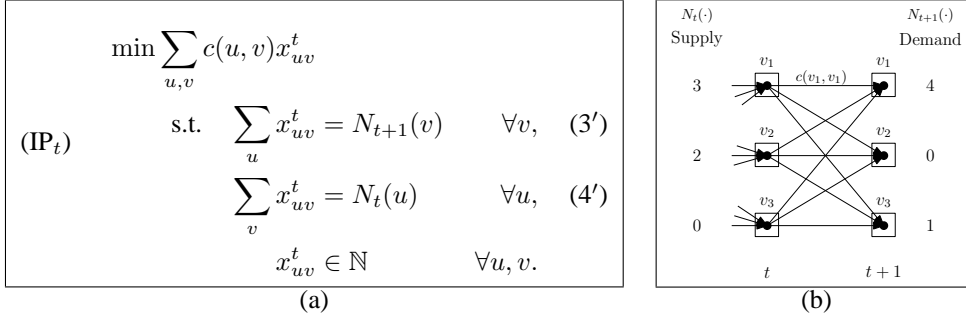 min ∑_{u,v} c(u, v)x^t_{uv}
s.t. ∑_u x^t_{uv} = N_{t+1}(v) ∀v, (3′)
(IP_t)
∑_v x^t_{uv} = N_t(u) ∀u, (4′)
x^t_{uv} ∈ ℕ ∀u, v.
(a)
N_t(·) N_{t+1}(·)
Supply Demand
v_1 v_1
3 c(v_1, v_1) 4
v_2 v_2
2 0
v_3 v_3
0 1
t t + 1
(b)